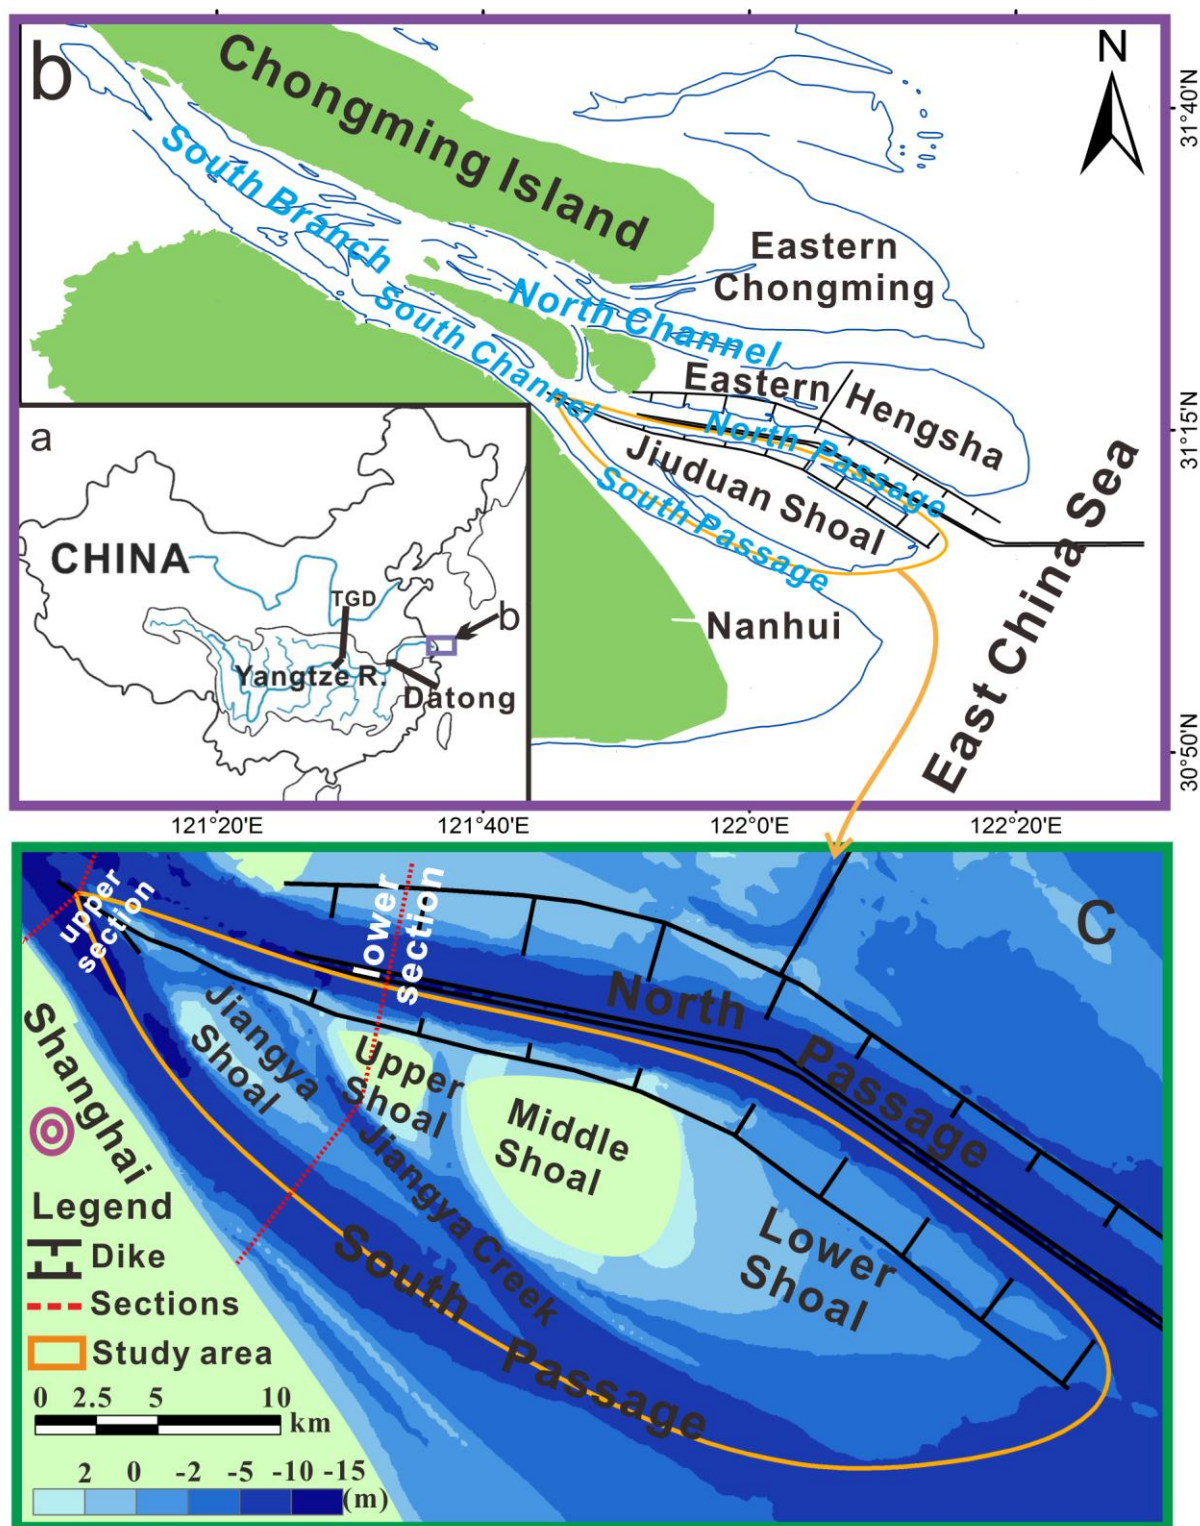 b
Chongming Island
N
31°40'N
South Branch
Eastern
Chongming
North Channel
South Channel
Eastern Hengsha
31°15'N
North Passage
Jiuduan Shoal
South Passage
East China Sea
Nanhui
30°50'N
a
CHINA
TGD
b
Yangtze R.
Datong
121°20'E
121°40'E
122°0'E
122°20'E
C
upper
section
lower
section
North Passage
Jiangya
Shoal
Upper
Shoal
Middle
Shoal
Lower
Shoal
Jiangya Creek
South Passage
Shanghai
Legend
Dike
Sections
Study area
0 2.5 5 10
km
2 0 -2 -5 -10 -15
(m)